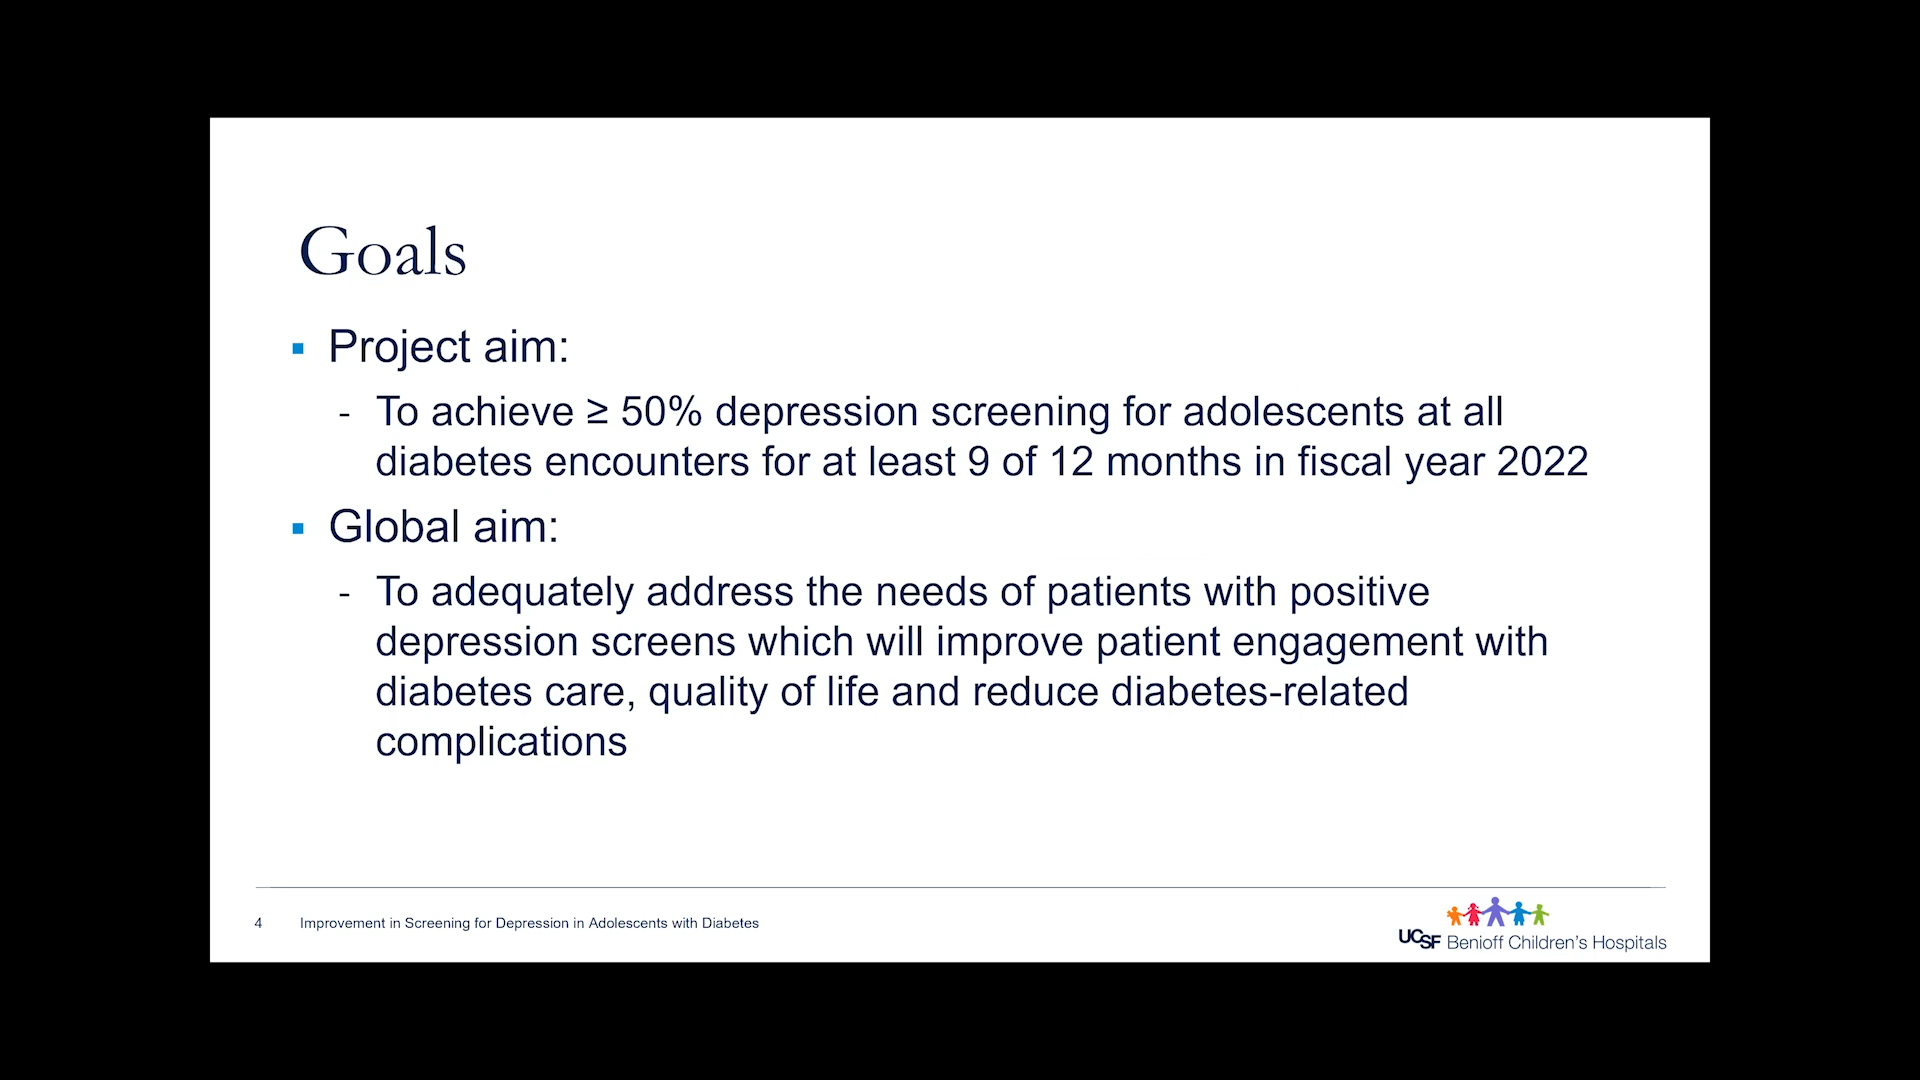 Goals
▪ Project aim:
- To achieve ≥ 50% depression screening for adolescents at all
diabetes encounters for at least 9 of 12 months in fiscal year 2022
▪ Global aim:
- To adequately address the needs of patients with positive
depression screens which will improve patient engagement with
diabetes care, quality of life and reduce diabetes-related
complications
4 Improvement in Screening for Depression in Adolescents with Diabetes
UCSF Benioff Children's Hospitals